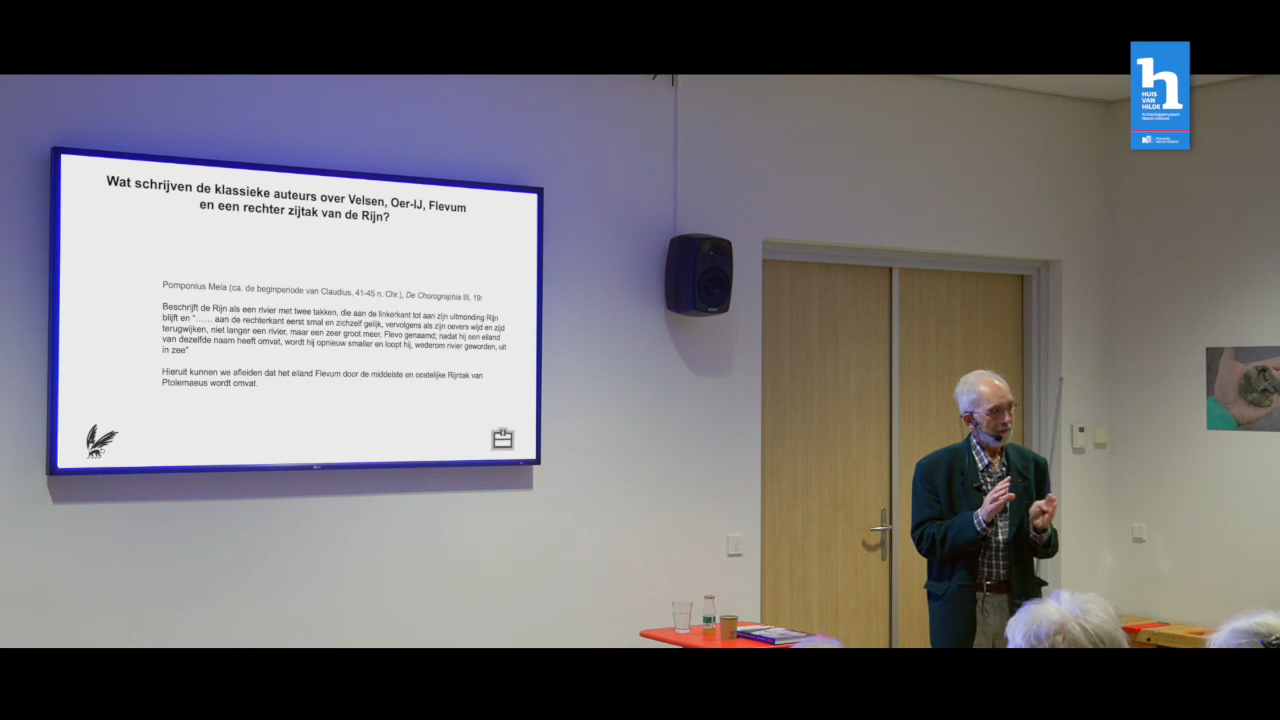 Wat schrijven de klassieke auteurs over Velsen, Oer-IJ, Flevum
en een rechter zijtak van de Rijn?
Pomponius Mela (ca. de beginperiode van Claudius, 41-45 n. Chr.), De Chorographia III, 19:
Beschrijft de Rijn als een rivier met twee takken, die aan de linkerkant tot aan zijn uitmonding Rijn
blijft en “…… aan de rechterkant eerst smal en zichzelf gelijk, vervolgens als zijn oevers wijd en zijd
terugwijken, niet langer een rivier, maar een zeer groot meer, Flevo genaamd; nadat hij een eiland
van dezelfde naam heeft omvat, wordt hij opnieuw smaller en loopt hij, wederom rivier geworden, uit
in zee”
Hieruit kunnen we afleiden dat het eiland Flevum door de middelste en oostelijke Rijntak van
Ptolemaeus wordt omvat.
h
HUIS
VAN
HILDE
Archeologiemuseum
Noord-Holland
Provincie
Noord-Holland